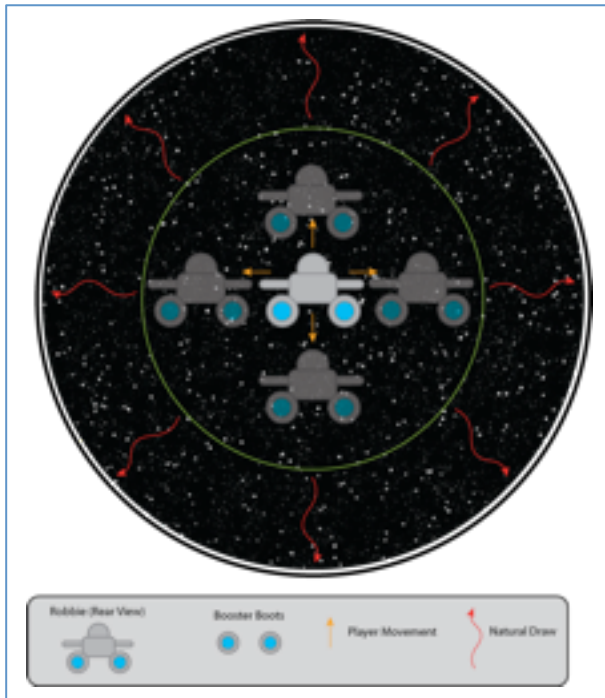 Robbie (Rear View)
Booster Boots
Player Movement
Natural Draw